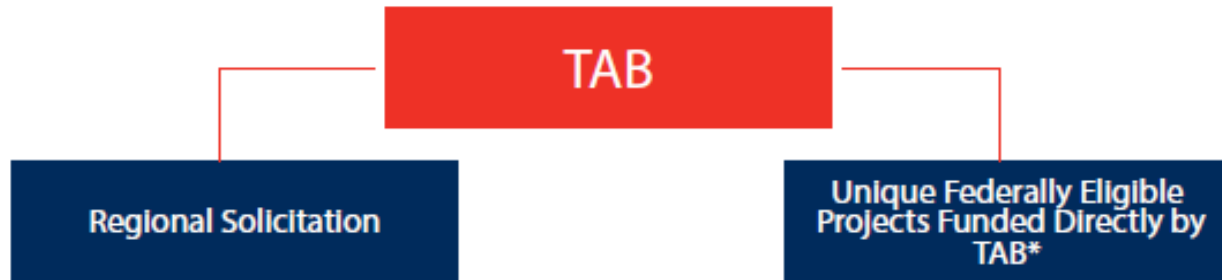 TAB
Regional Solicitation
Unique Federally Eligible
Projects Funded Directly by
TAB*